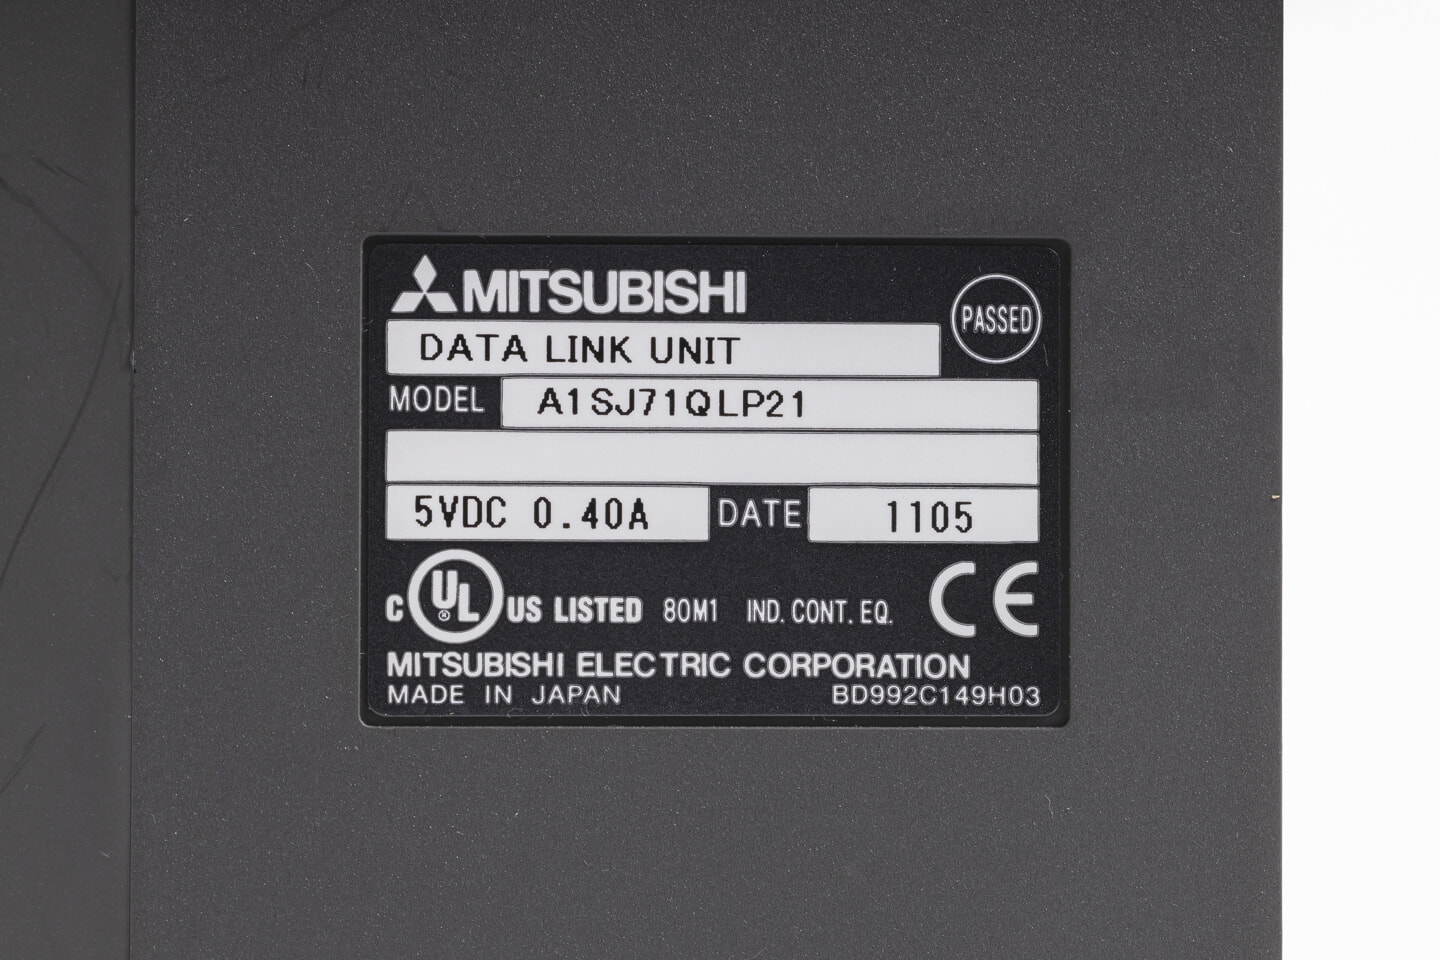 MITSUBISHI
PASSED
DATA LINK UNIT
MODEL A1SJ71QLP21
5VDC 0.40A DATE 1105
C UL ® US LISTED 80M1 IND. CONT. EQ. CE
MITSUBISHI ELECTRIC CORPORATION
MADE IN JAPAN BD992C149H03